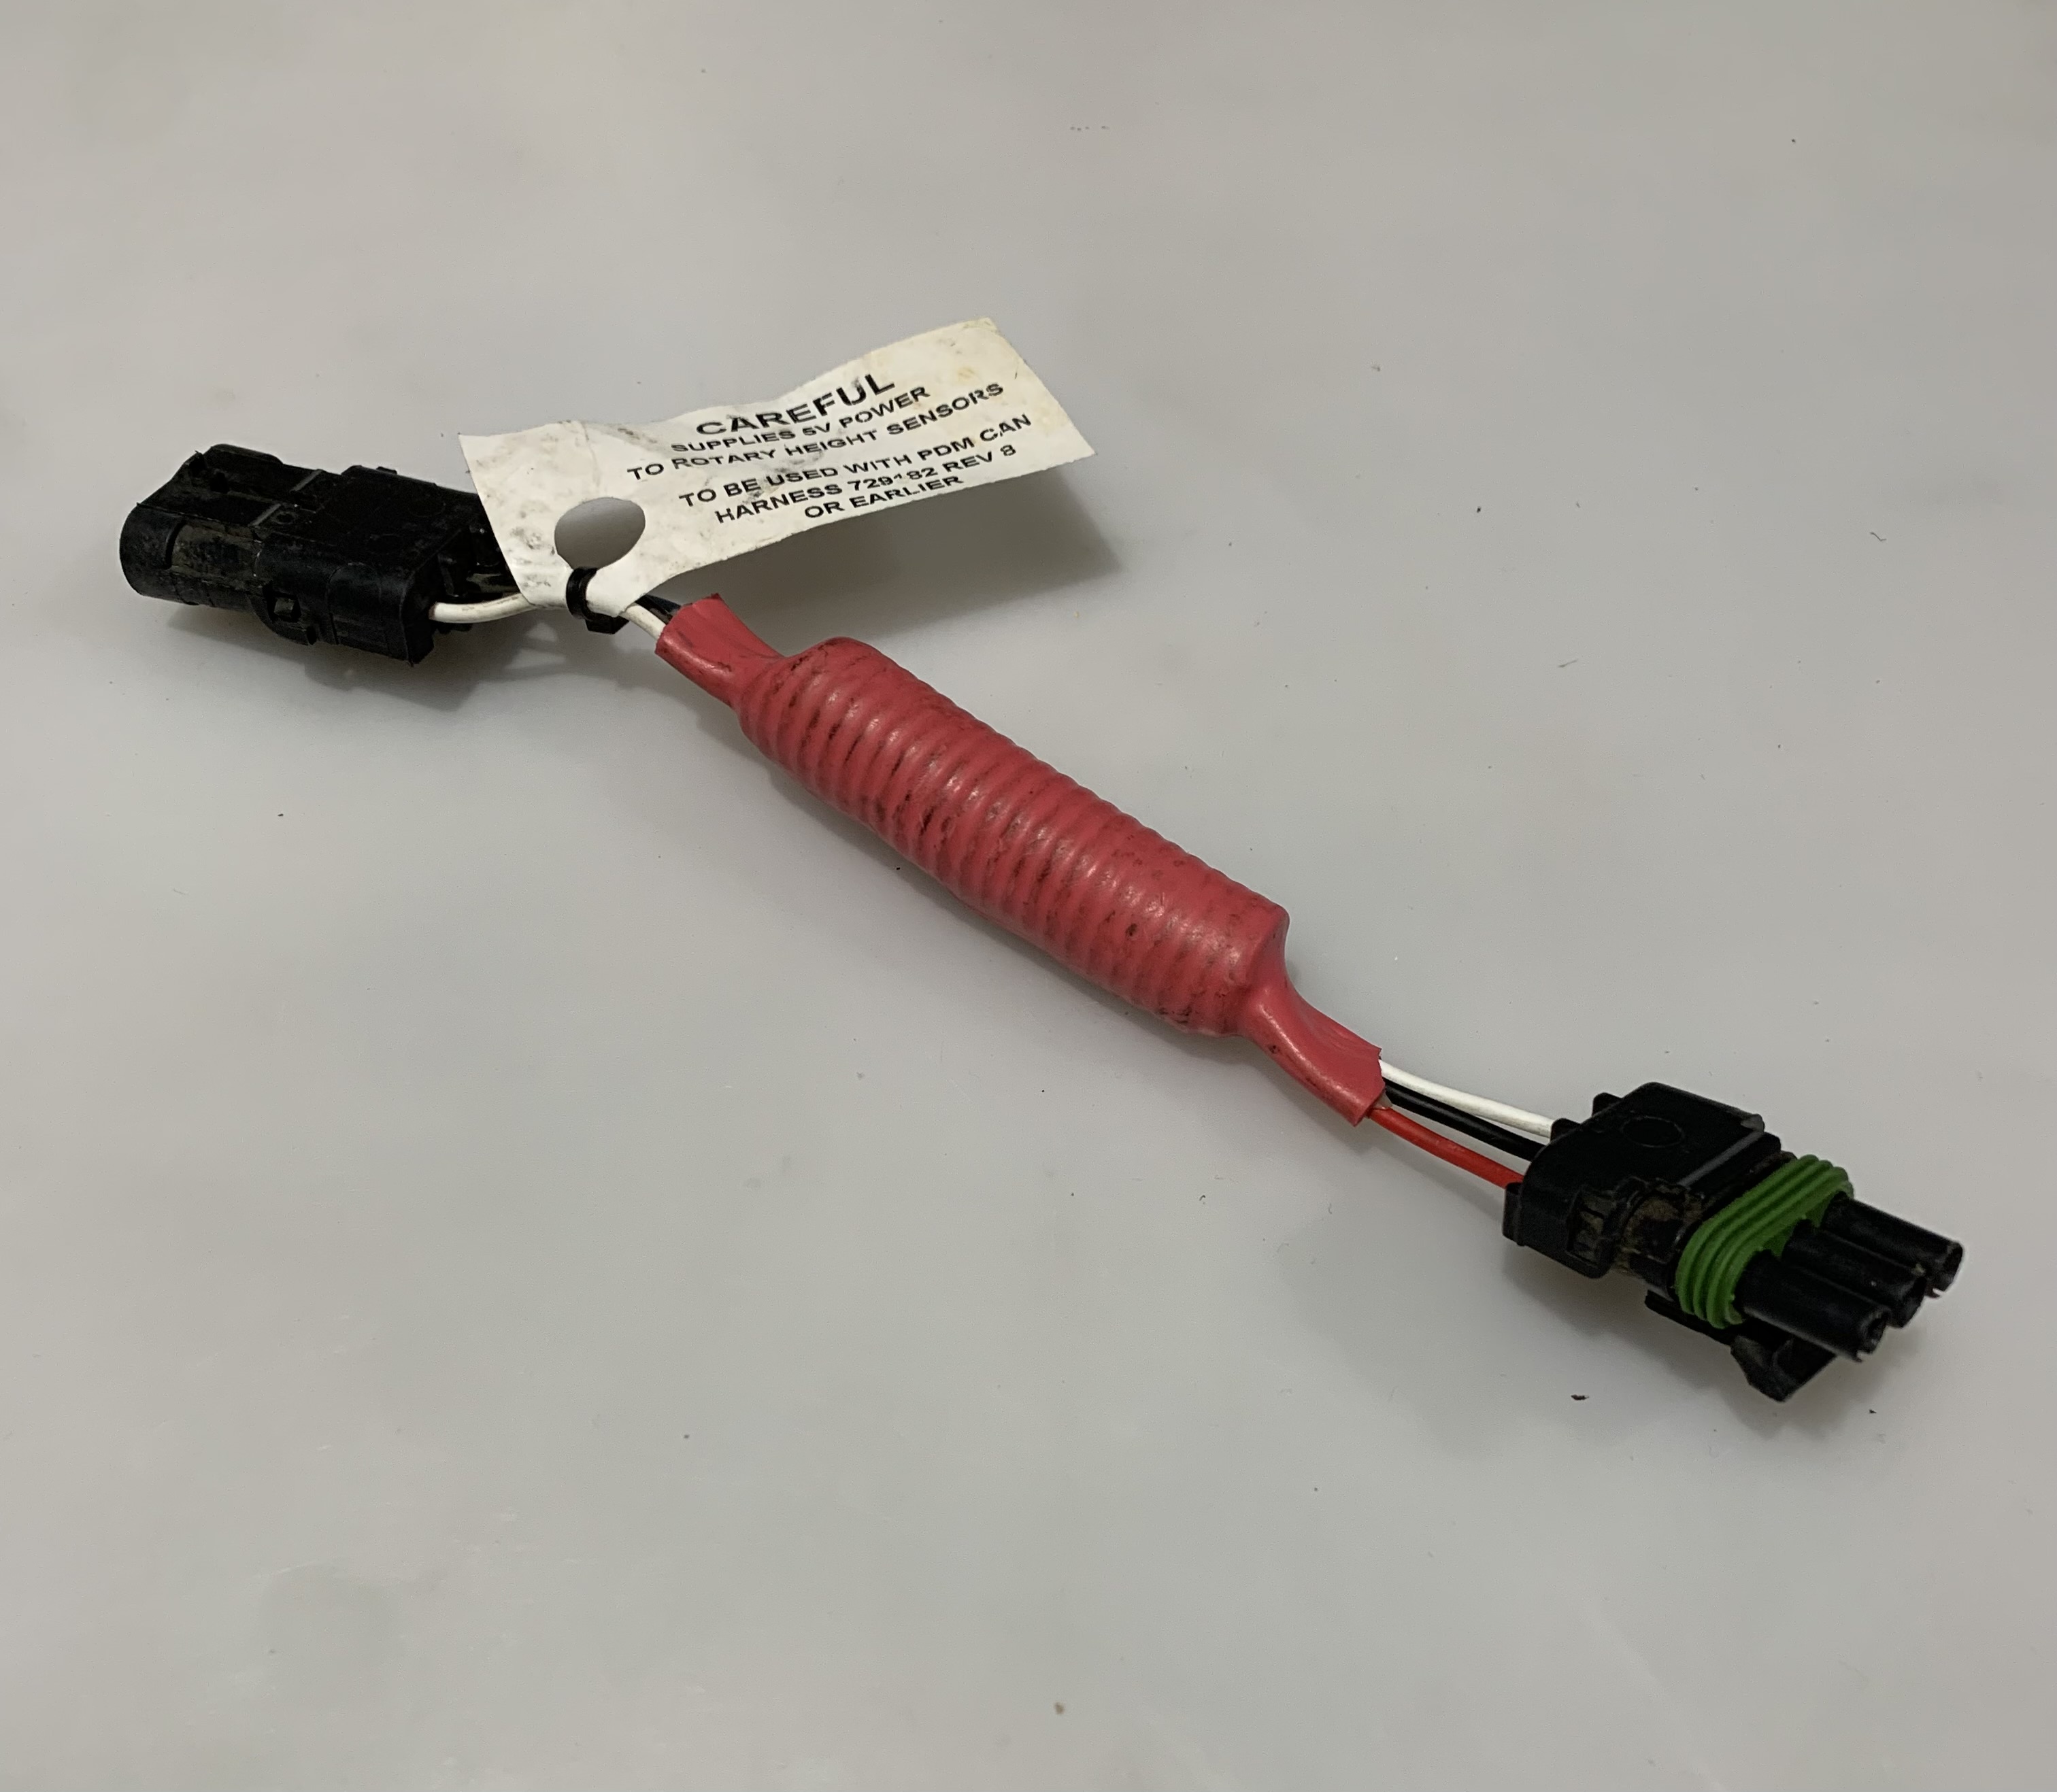 CAREFUL
SUPPLIES 5V POWER
TO ROTARY HEIGHT SENSORS
TO BE USED WITH PDM CAN
HARNESS 729182 REV 8
OR EARLIER